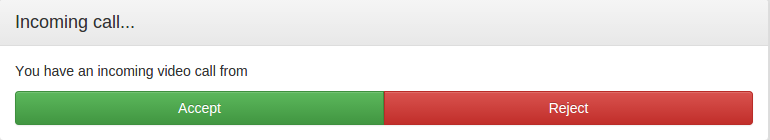 Incoming call...
You have an incoming video call from
Accept
Reject